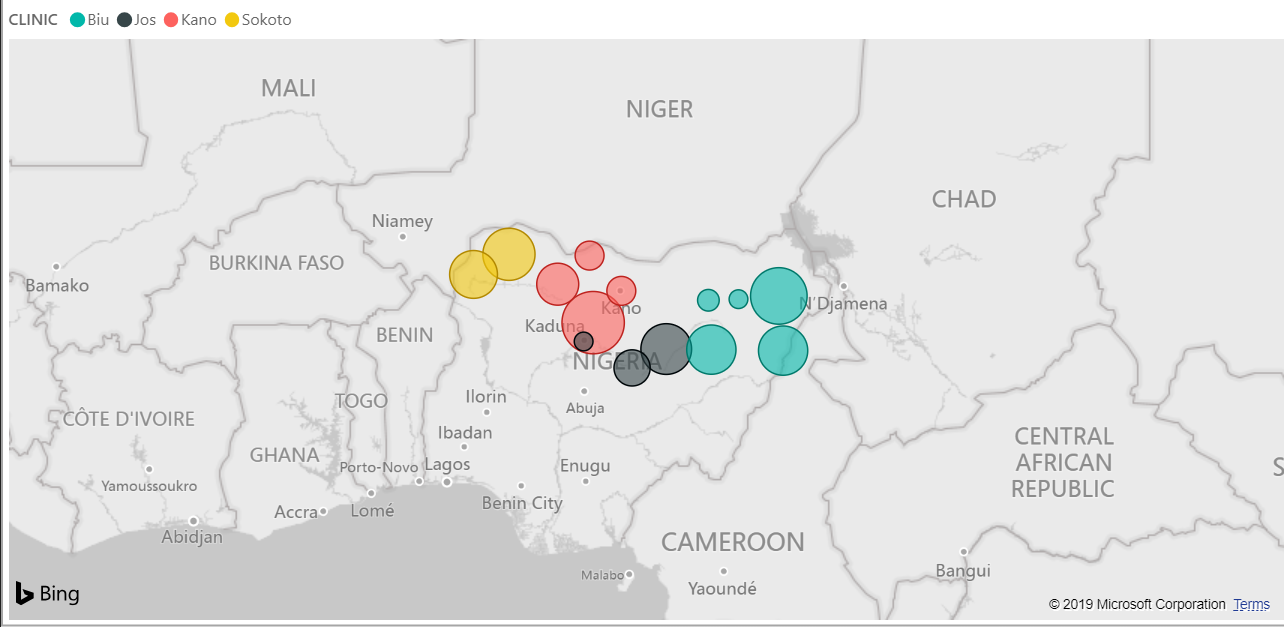 CLINIC Biu Jos Kano Sokoto
MALI
NIGER
CHAD
Niamey
BURKINA FASO
Bamako
N'Djamena
Kano
Kaduna
BENIN
NIGERIA
Ilorin
TOGO
Abuja
CÔTE D'IVOIRE
Ibadan
CENTRAL
AFRICAN
REPUBLIC
GHANA
Porto-Novo
Lagos
Enugu
S
Yamoussoukro
Benin City
Accra
Lomé
Abidjan
CAMEROON
Malabo
Bangui
Yaoundé
Bing
© 2019 Microsoft Corporation Terms